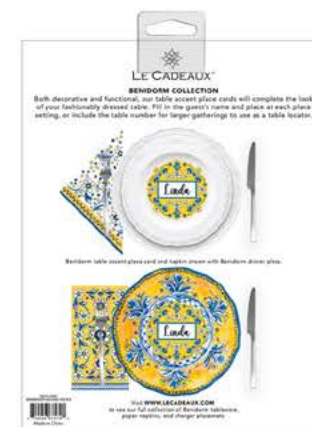 LE CADEAUX
BENIDORM COLLECTION
Both decorative and functional, our table accent place cards will complete the look
of your fashionably dressed table. Fill in the guest's name and place at each place
setting, or include the table number for larger gatherings to use as a table locator.
Linda
Benidorm table accent place card and napkin shown with Benidorm dinner plate.
Linda
Visit WWW.LECADEAUX.COM
to see our full collection of Benidorm tableware,
paper napkins, and charger placemats
Made in China